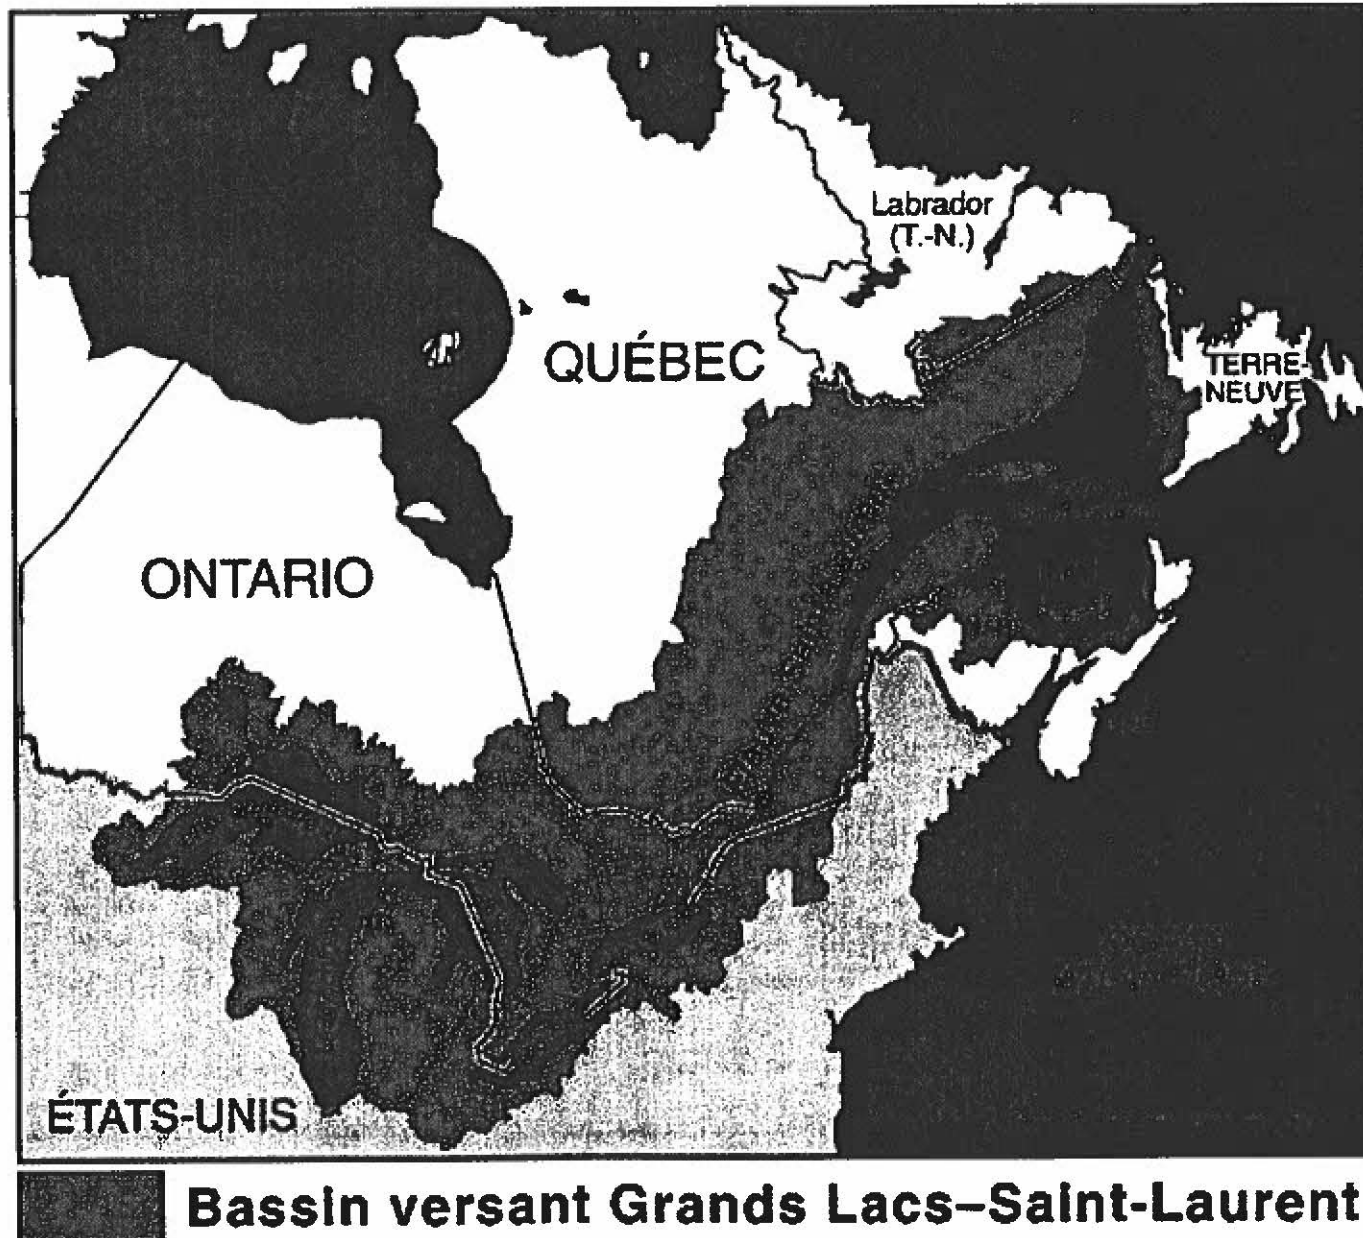 Labrador
(T.-N.)
QUÉBEC
TERRE-
NEUVE
ONTARIO
ÉTATS-UNIS
Bassin versant Grands Lacs–Saint-Laurent